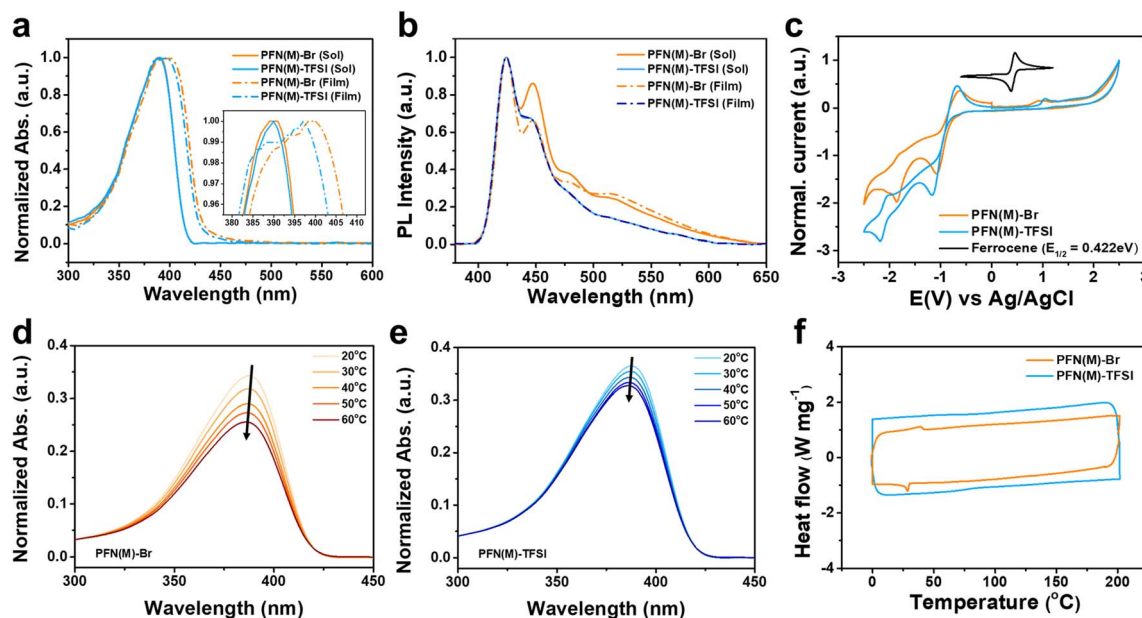 a
PFN(M)-Br (Sol)
PFN(M)-TFSI (Sol)
PFN(M)-Br (Film)
PFN(M)-TFSI (Film)
1.00
0.99
0.98
0.97
0.96
380 385 390 395 400 405 410
1.0
0.8
0.6
0.4
0.2
0.0
300 350 400 450 500 550 600
Normalized Abs. (a.u.)
Wavelength (nm)
b
PFN(M)-Br (Sol)
PFN(M)-TFSI (Sol)
PFN(M)-Br (Film)
PFN(M)-TFSI (Film)
1.0
0.8
0.6
0.4
0.2
0.0
400 450 500 550 600 650
PL Intensity (a.u.)
Wavelength (nm)
c
1
0
-1
-2
-3
PFN(M)-Br
PFN(M)-TFSI
Ferrocene (E1/2 = 0.422eV)
-3 -2 -1 0 1 2 3
Normal. current (a.u.)
E(V) vs Ag/AgCl
d
20°C
30°C
40°C
50°C
60°C
0.4
0.3
0.2
0.1
0.0
PFN(M)-Br
300 350 400 450
Normalized Abs. (a.u.)
Wavelength (nm)
e
20°C
30°C
40°C
50°C
60°C
0.4
0.3
0.2
0.1
0.0
PFN(M)-TFSI
300 350 400 450
Normalized Abs. (a.u.)
Wavelength (nm)
f
PFN(M)-Br
PFN(M)-TFSI
4
2
0
-2
-4
0 50 100 150 200
Heat flow (W mg-1)
Temperature (°C)